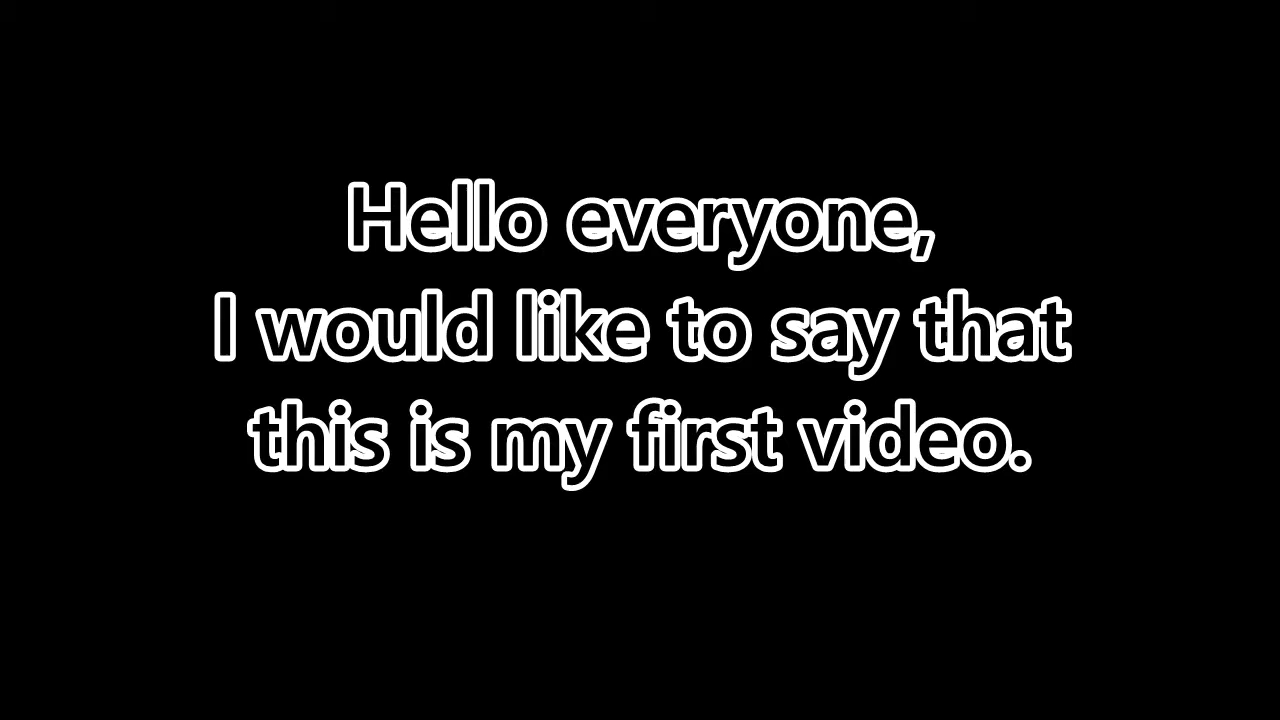 Hello everyone,
I would like to say that
this is my first video.